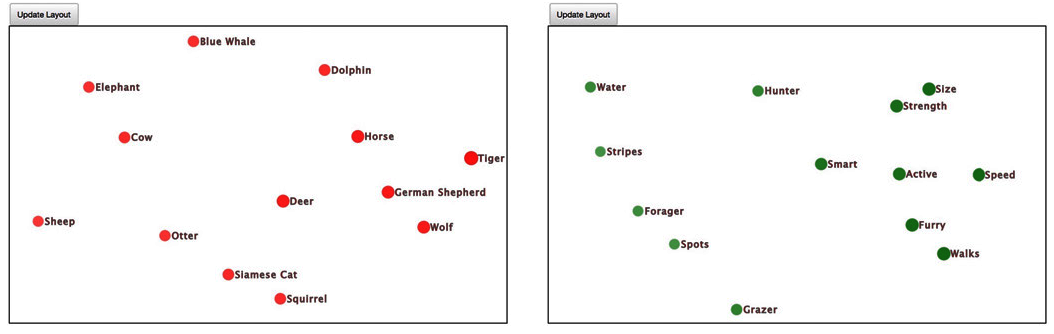 Update Layout
Blue Whale
Dolphin
Elephant
Cow
Horse
Tiger
German Shepherd
Deer
Sheep
Wolf
Otter
Siamese Cat
Squirrel
Update Layout
Water
Hunter
Size
Strength
Stripes
Smart
Active
Speed
Forager
Furry
Spots
Walks
Grazer